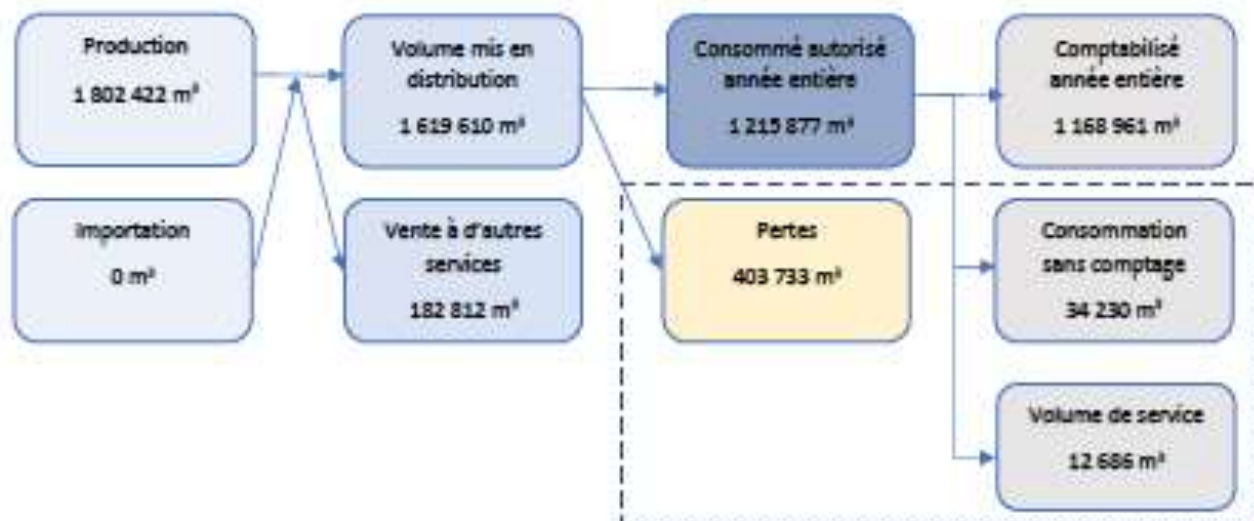 Production
1 802 422 m³
Volume mis en
distribution
1 619 610 m³
Consommé autorisé
année entière
1 215 877 m³
Comptabilisé
année entière
1 168 961 m³
Importation
0 m³
Vente à d'autres
services
182 812 m³
Pertes
403 733 m³
Consommation
sans comptage
34 230 m³
Volume de service
12 686 m³